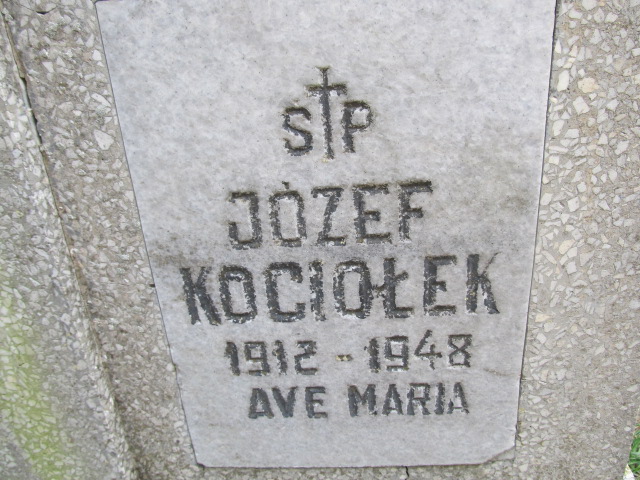 Ś†P
JÓZEF
KOCIOŁEK
1912 - 1948
AVE MARIA